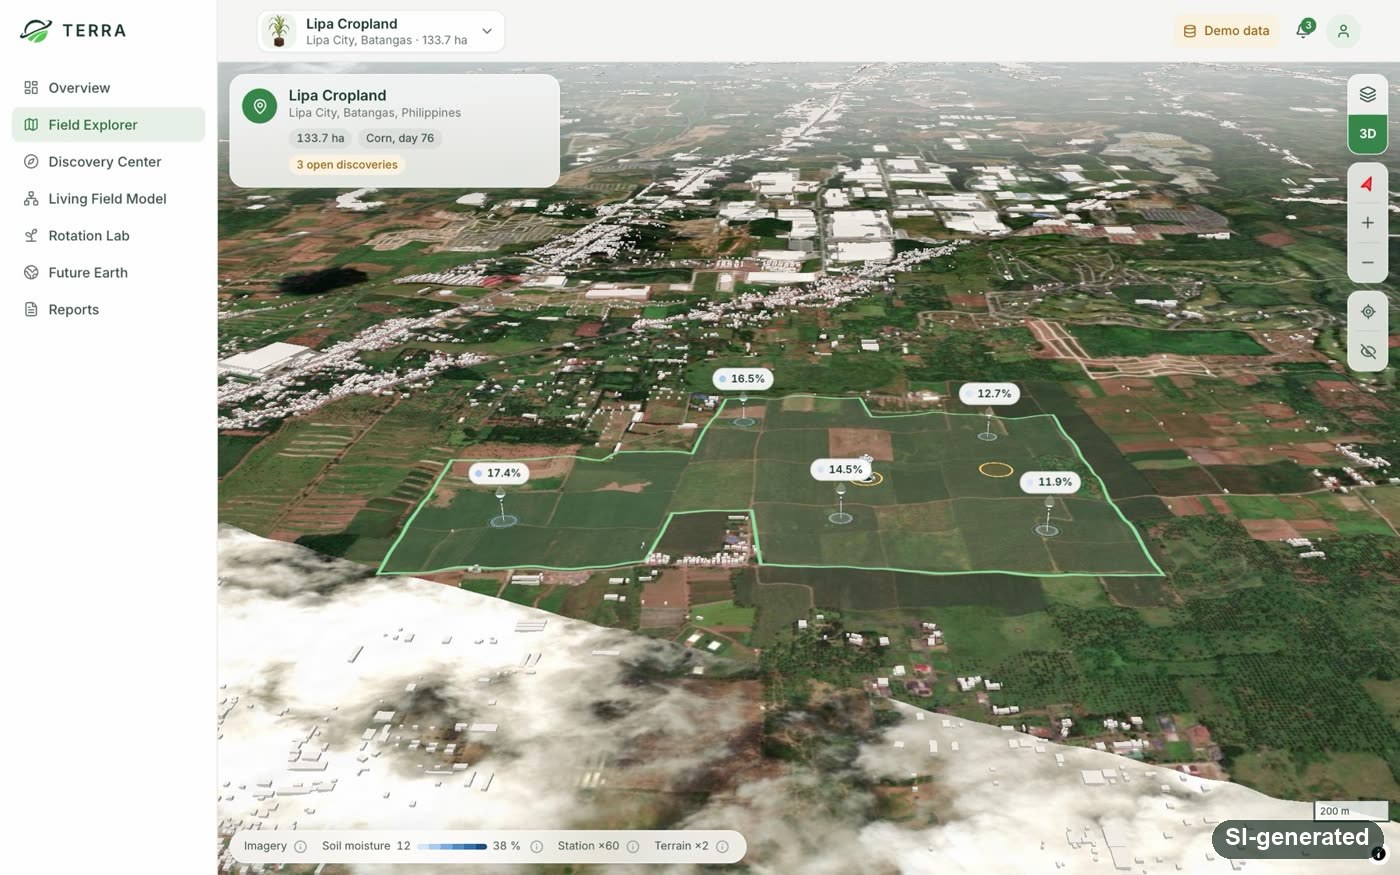 TERRA
Lipa Cropland
Lipa City, Batangas · 133.7 ha
Demo data
3
Overview
Field Explorer
Discovery Center
Living Field Model
Rotation Lab
Future Earth
Reports
Lipa Cropland
Lipa City, Batangas, Philippines
133.7 ha
Corn, day 76
3 open discoveries
3D
16.5%
12.7%
17.4%
14.5%
11.9%
200 m
Imagery
Soil moisture 12 38 %
Station ×60
Terrain ×2
SI-generated